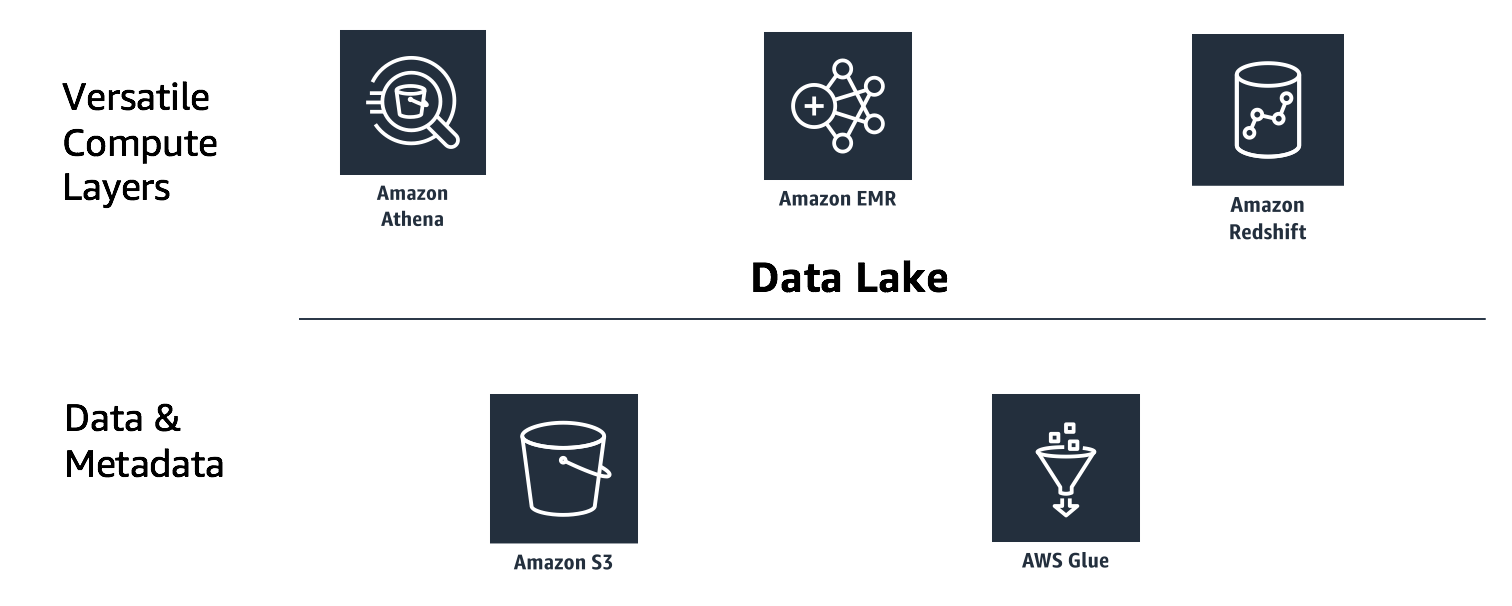 Versatile
Compute
Layers
Amazon
Athena
Amazon EMR
Amazon
Redshift
Data Lake
Data &
Metadata
Amazon S3
AWS Glue